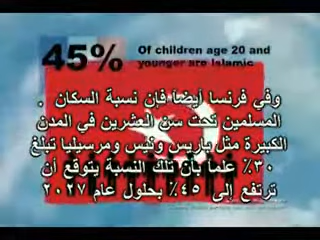 45% Of children age 20 and
younger are Islamic
وفي فرنسا أيضاً فإن نسبة السكان .
المسلمين تحت سن العشرين في المدن
الكبيرة مثل باريس ونيس ومرسيليا تبلغ
٣٠٪ علماً بأن تلك النسبة يتوقع أن
ترتفع إلى ٤٥٪ بحلول عام ٢٠٢٧